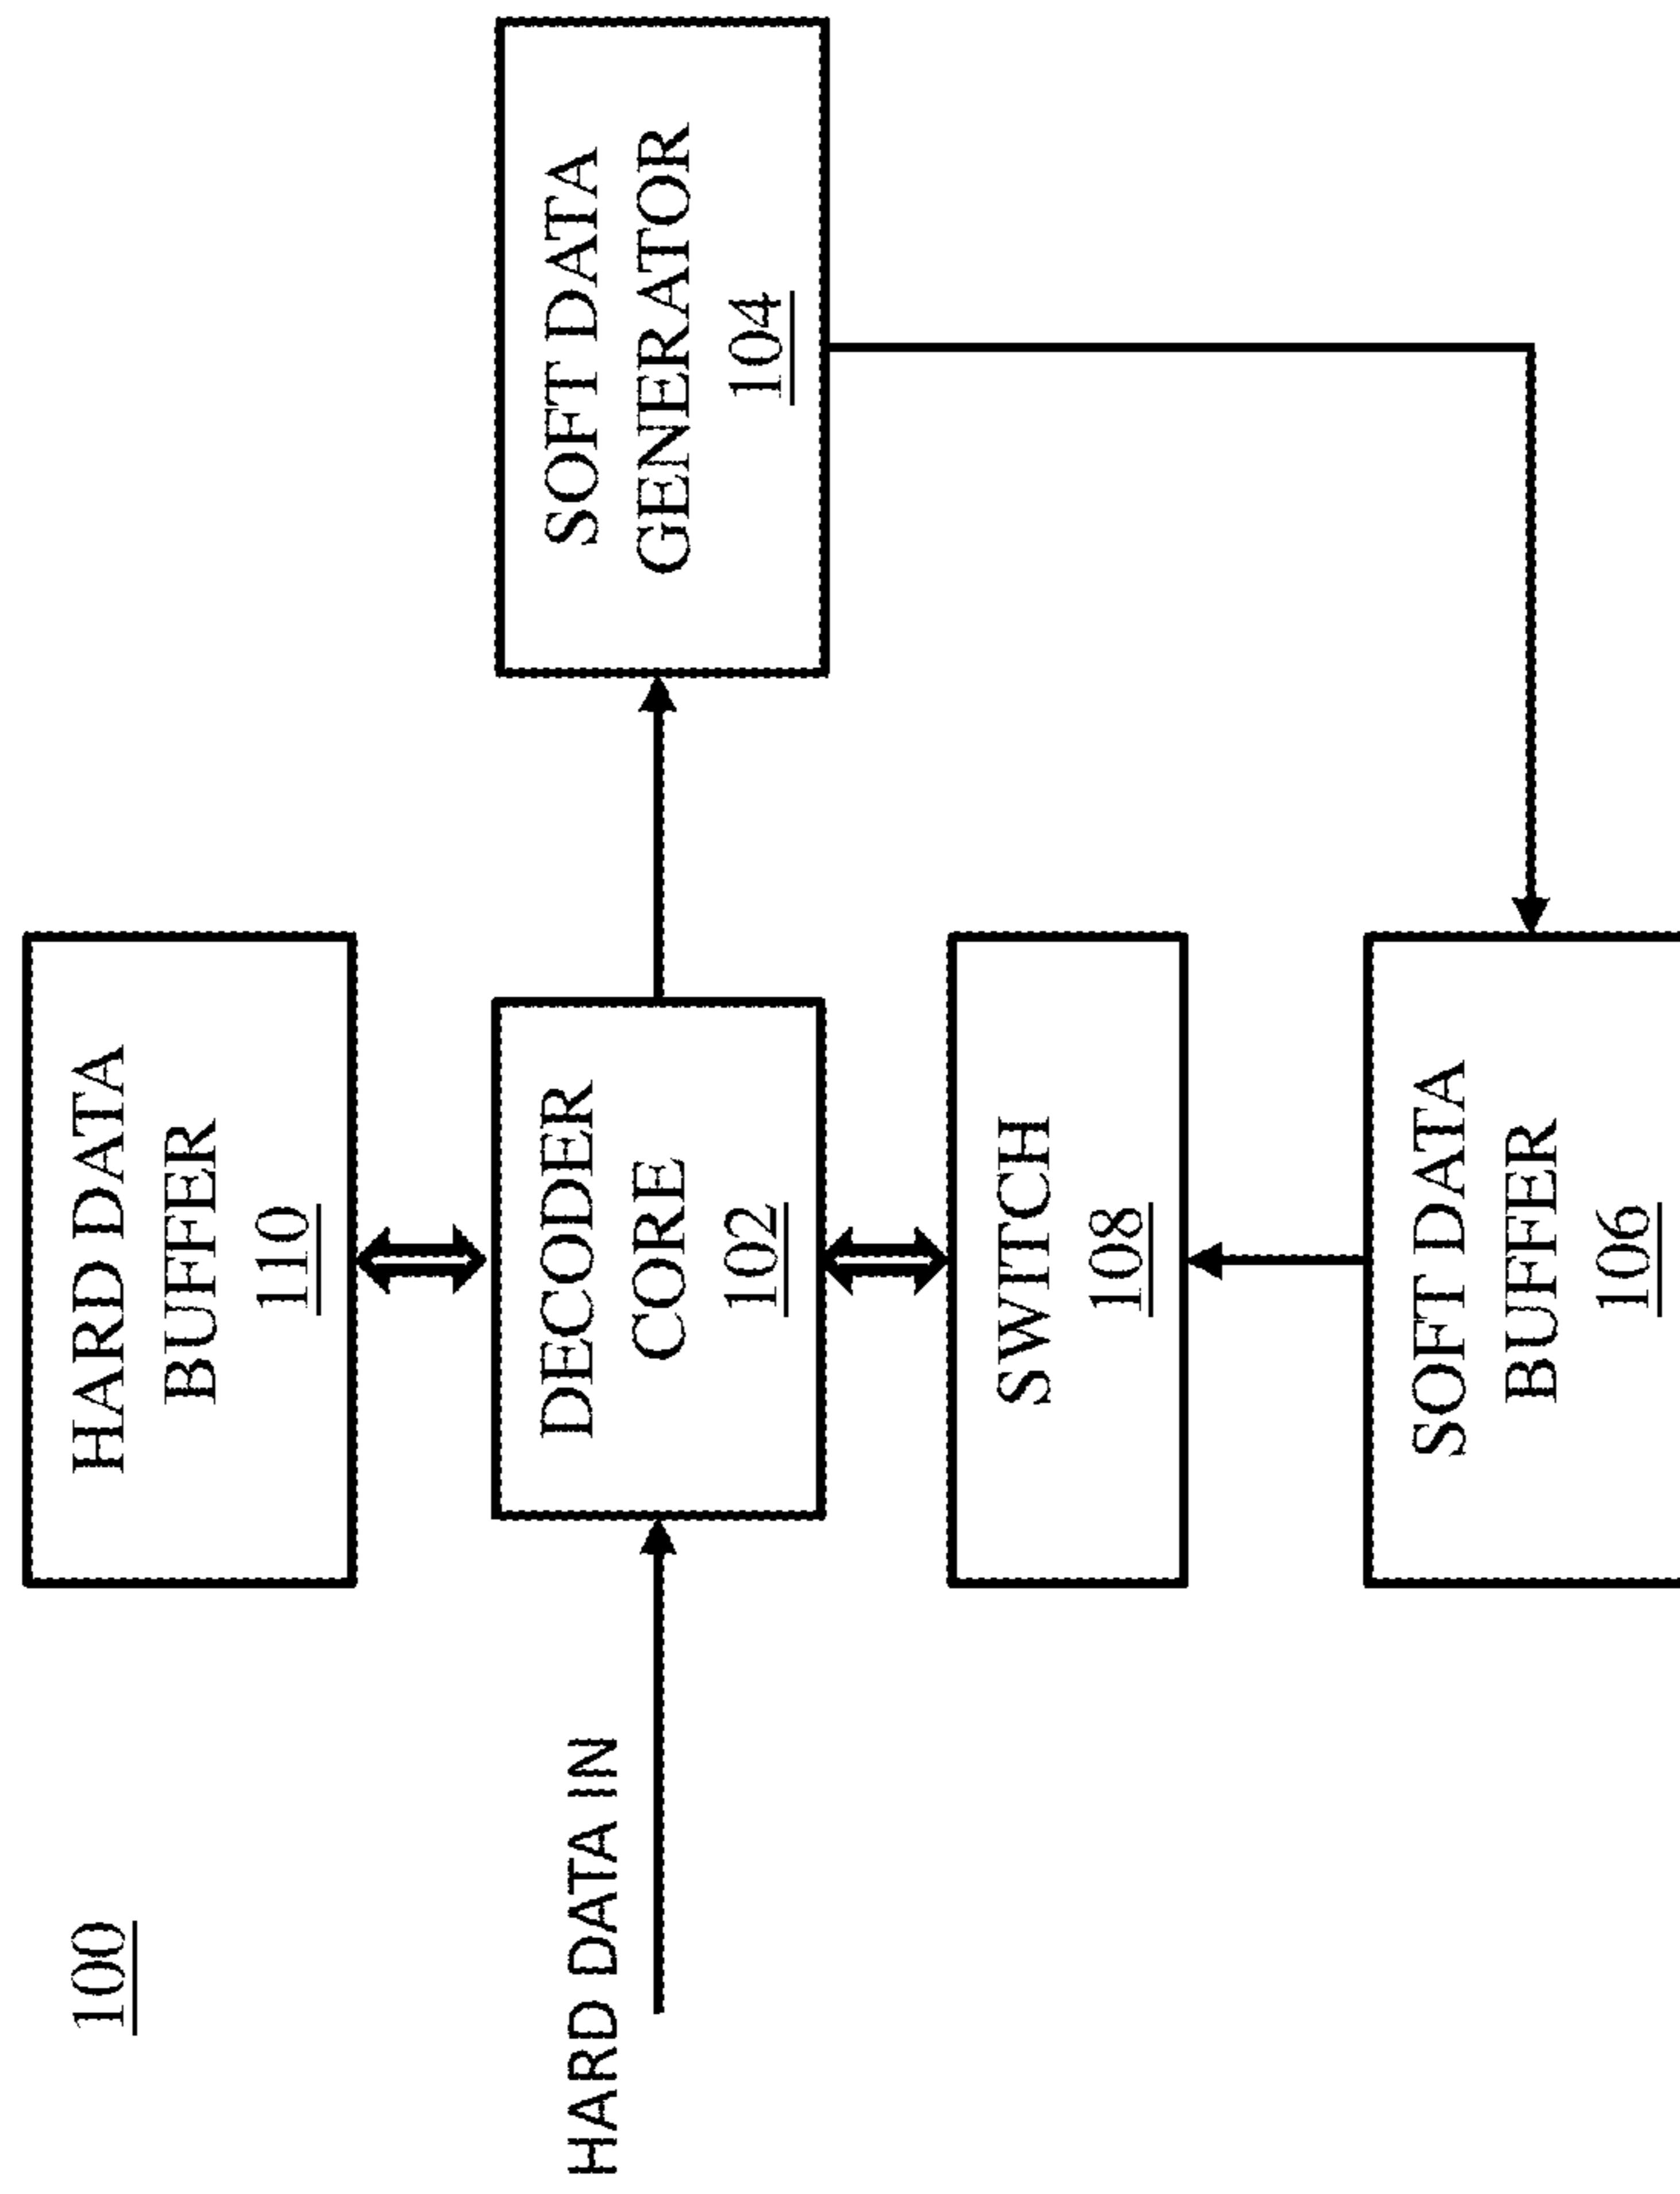 100
HARD DATA
BUFFER
110
HARD DATA IN
DECODER
CORE
102
SOFT DATA
GENERATOR
104
SWITCH
108
SOFT DATA
BUFFER
106